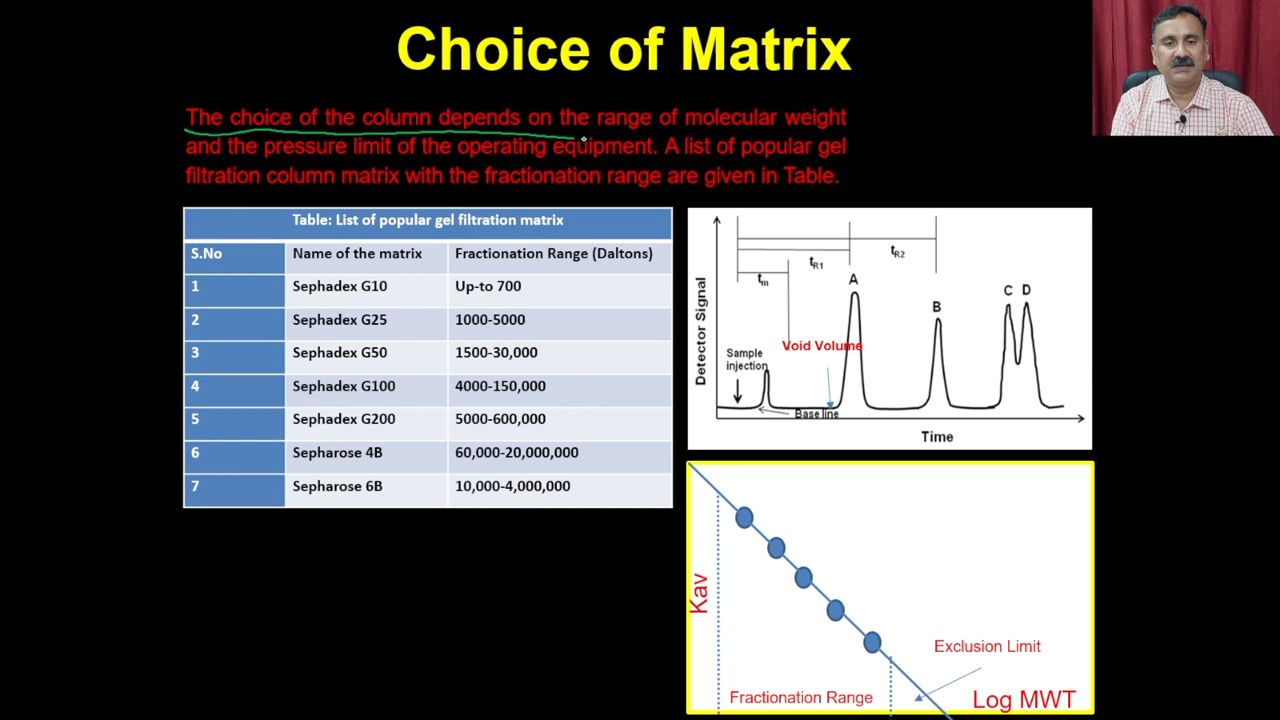 Choice of Matrix
The choice of the column depends on the range of molecular weight
and the pressure limit of the operating equipment. A list of popular gel
filtration column matrix with the fractionation range are given in Table.
Table: List of popular gel filtration matrix
S.No Name of the matrix Fractionation Range (Daltons)
1 Sephadex G10 Up-to 700
2 Sephadex G25 1000-5000
3 Sephadex G50 1500-30,000
4 Sephadex G100 4000-150,000
5 Sephadex G200 5000-600,000
6 Sepharose 4B 60,000-20,000,000
7 Sepharose 6B 10,000-4,000,000
Detector Signal
tm
tR1
tR2
A
B
C D
Void Volume
Sample
injection
Base line
Time
Kav
Exclusion Limit
Fractionation Range
Log MWT